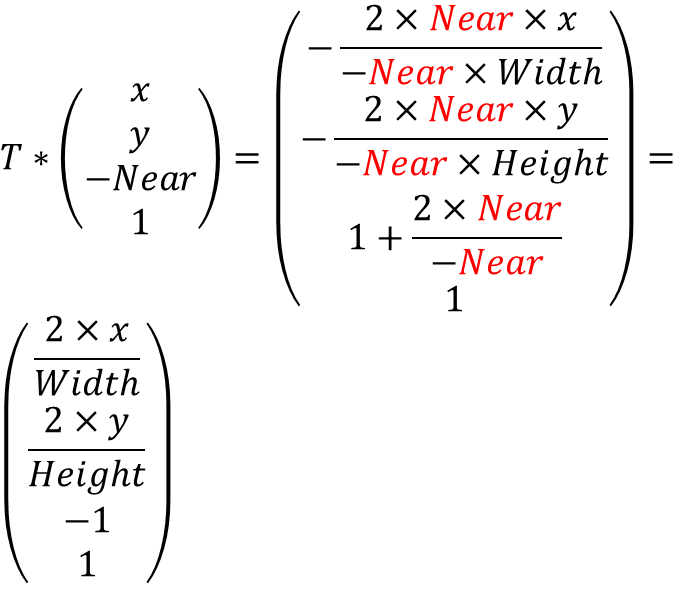 T ∗ ( x y −Near 1 ) = ( − 2 × Near × x / −Near × Width
− 2 × Near × y / −Near × Height
1 + 2 × Near / −Near
1 ) =
( 2 × x / Width
2 × y / Height
−1
1 )